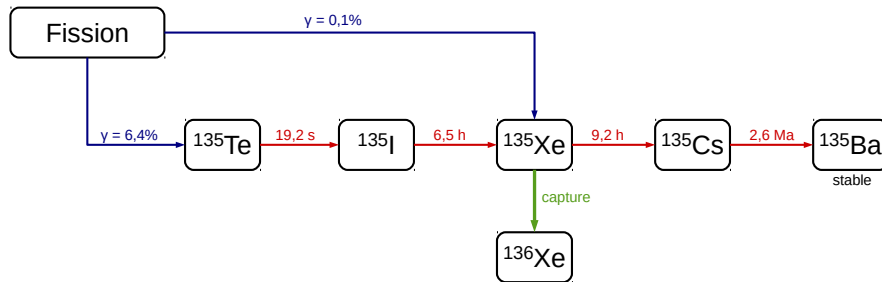 Fission
γ = 0,1%
γ = 6,4%
¹³⁵Te
19,2 s
¹³⁵I
6,5 h
¹³⁵Xe
9,2 h
¹³⁵Cs
2,6 Ma
¹³⁵Ba
stable
capture
¹³⁶Xe